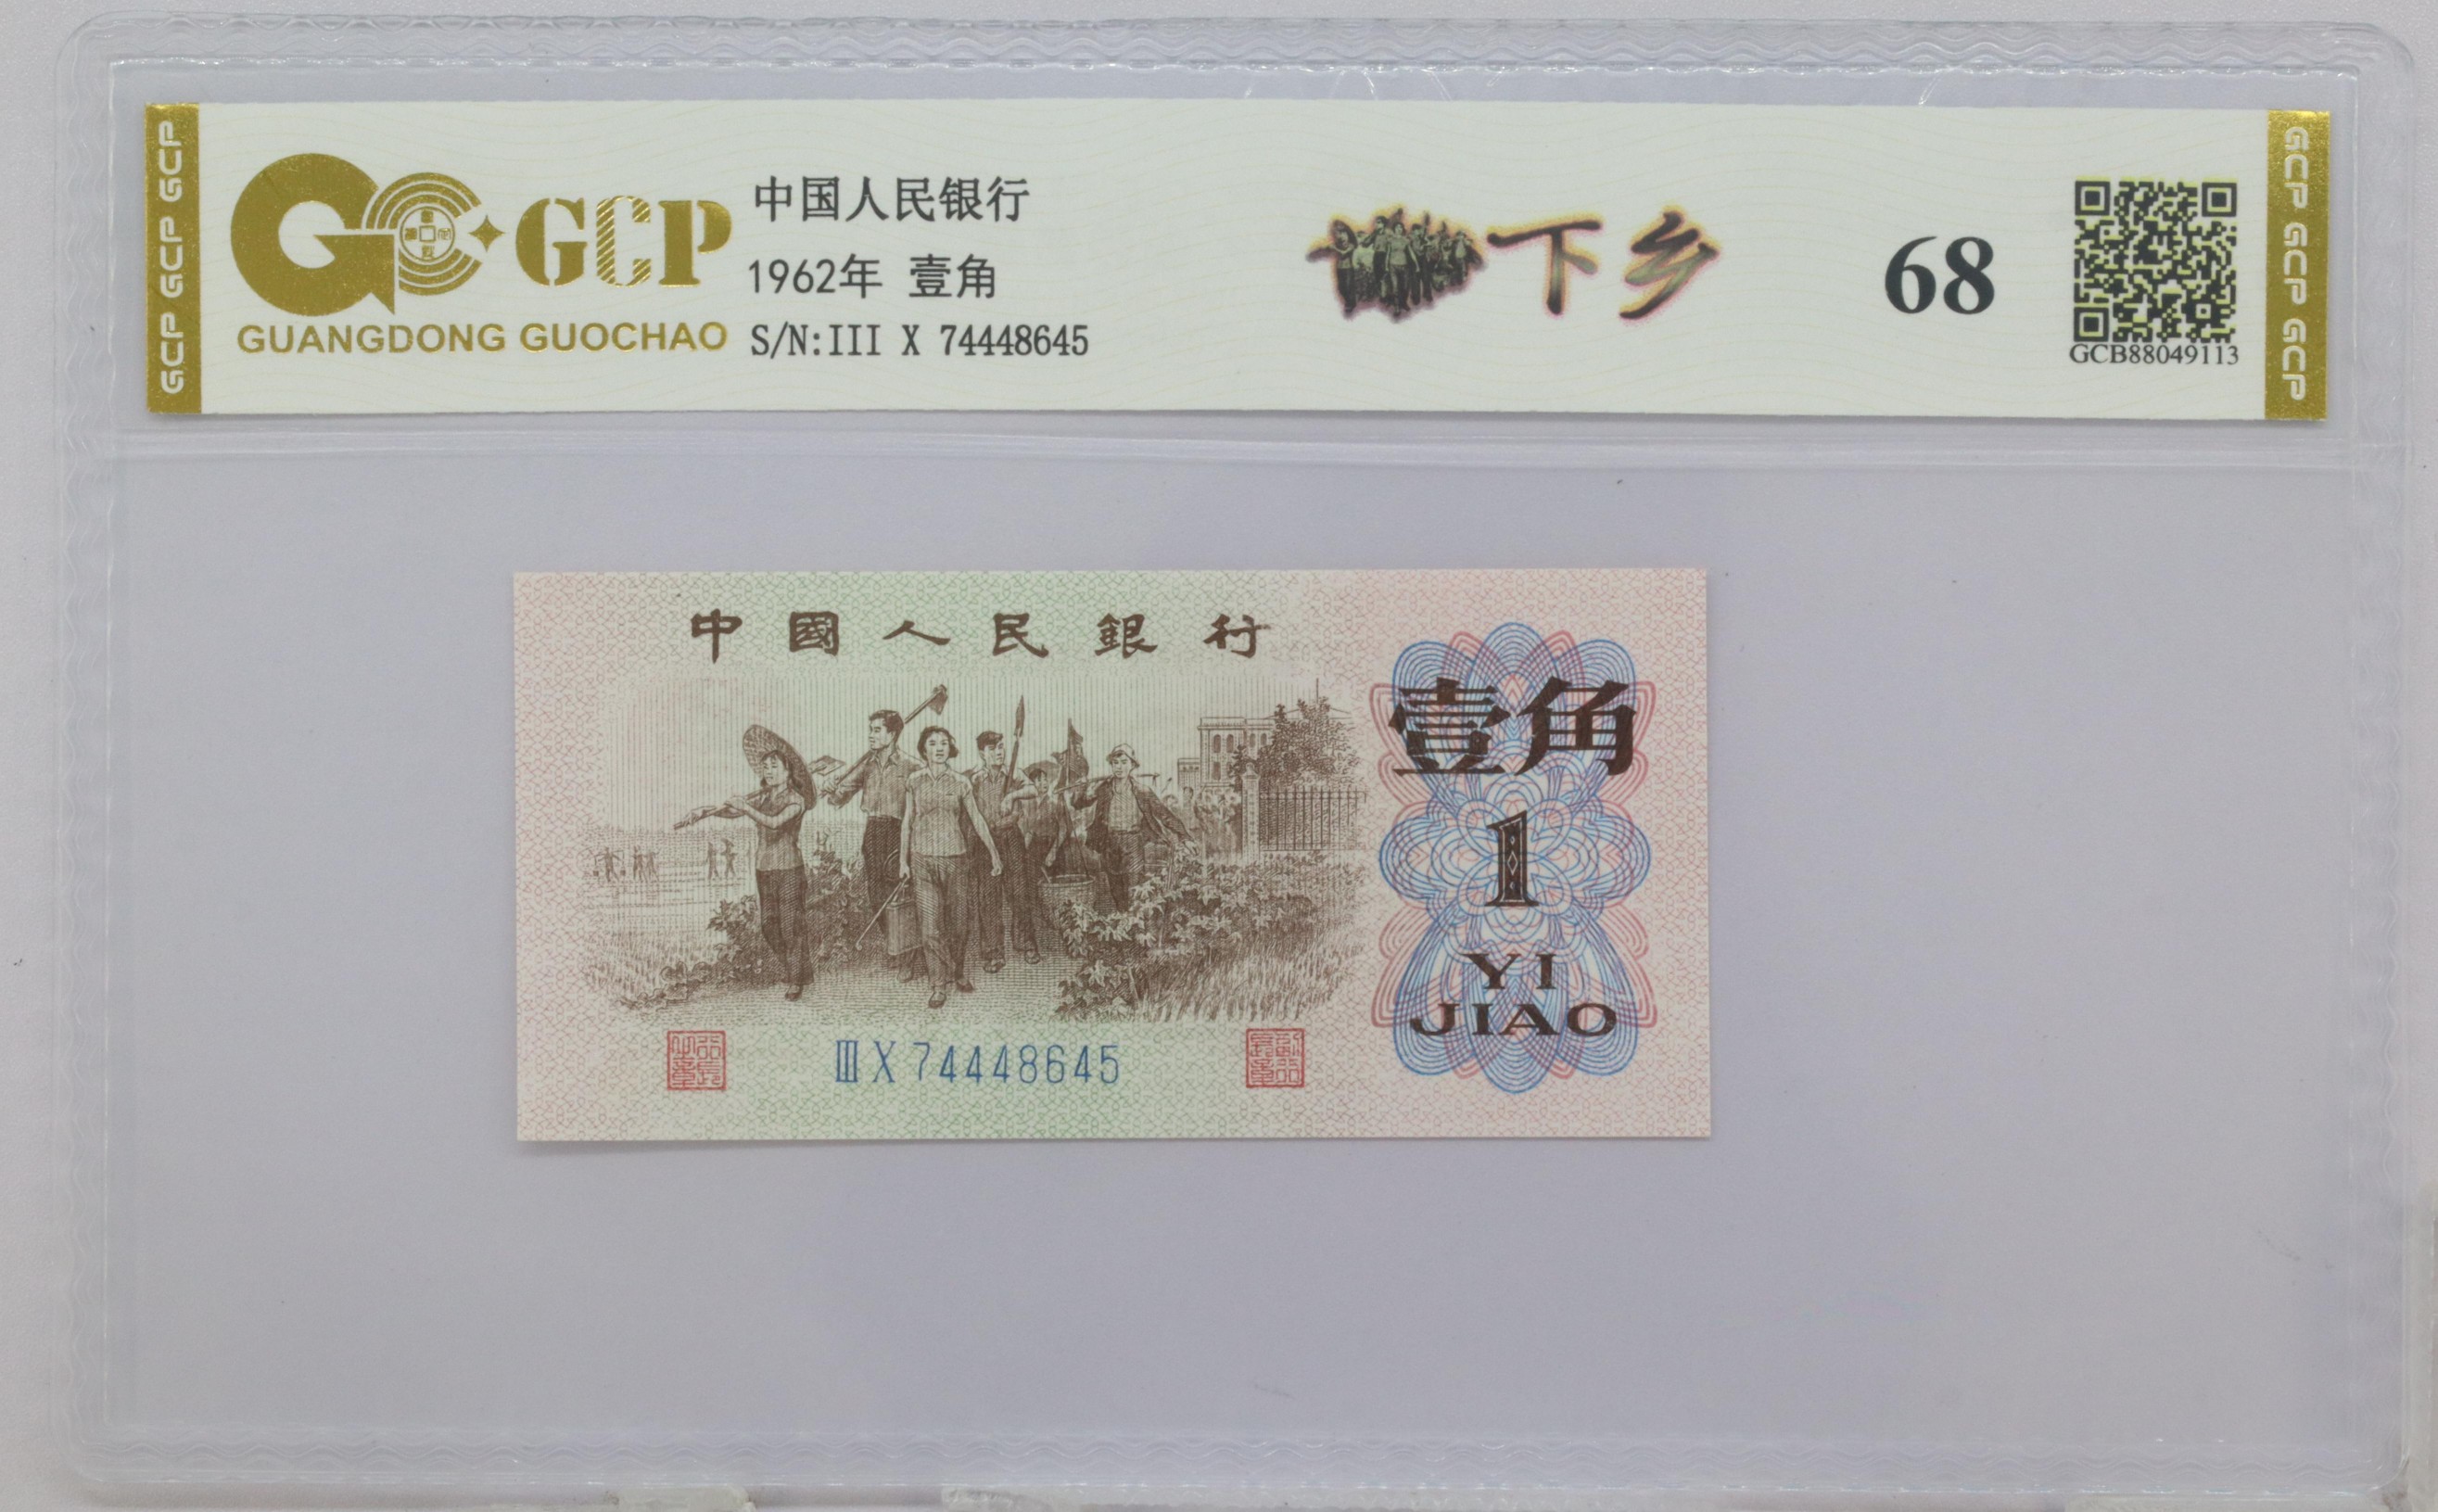 GCP GCP GCP
GCP
GUANGDONG GUOCHAO
中国人民银行
1962年 壹角
S/N:III X 74448645
下乡
68
GCB88049113
GCP GCP GCP
中國人民銀行
壹角
1
YI
JIAO
ⅢX74448645